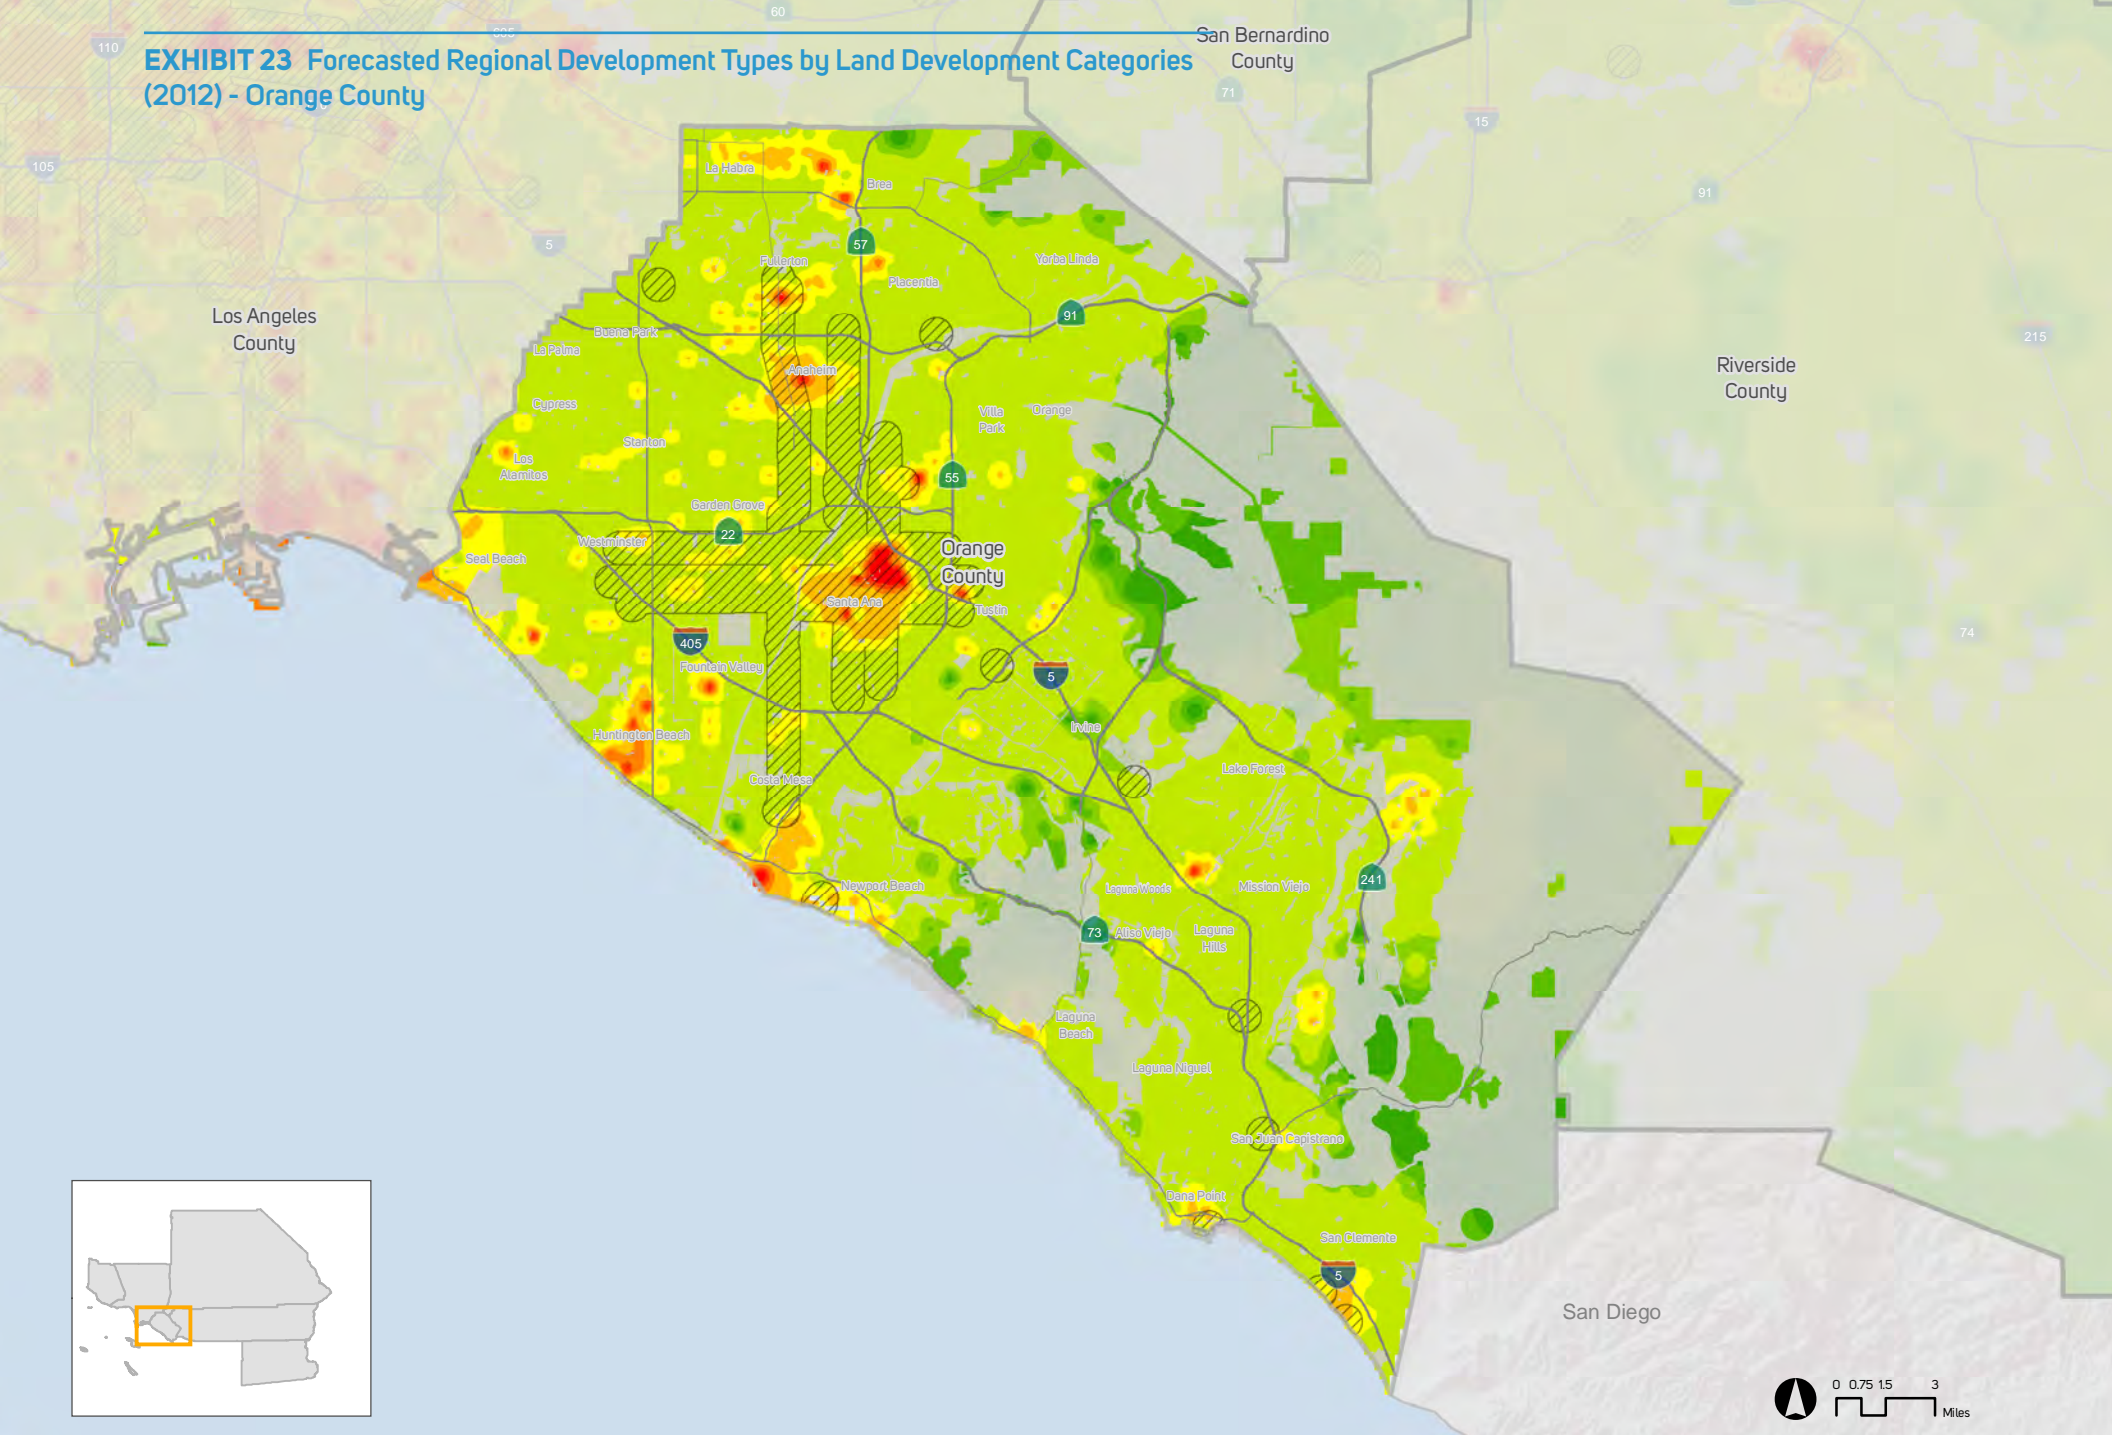 60
605
110
San Bernardino
County
EXHIBIT 23 Forecasted Regional Development Types by Land Development Categories
(2012) - Orange County
71
15
105
La Habra
Brea
91
5
57
Fullerton
Yorba Linda
Placentia
Los Angeles
County
91
Buena Park
215
La Palma
Riverside
County
Anaheim
Cypress
Villa
Park
Orange
Stanton
Los
Alamitos
55
Garden Grove
22
Westminster
Orange
County
Seal Beach
Santa Ana
Tustin
74
405
Fountain Valley
5
Irvine
Huntington Beach
Lake Forest
Costa Mesa
Newport Beach
Laguna Woods
Mission Viejo
241
73
Aliso Viejo
Laguna
Hills
Laguna
Beach
Laguna Niguel
San Juan Capistrano
Dana Point
San Clemente
5
San Diego
0 0.75 1.5 3
Miles